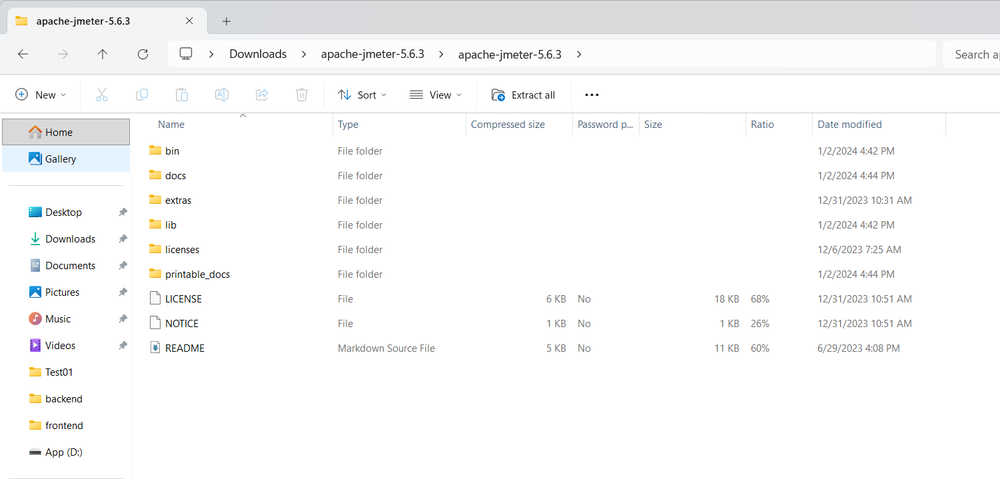 apache-jmeter-5.6.3
Downloads apache-jmeter-5.6.3 apache-jmeter-5.6.3 Search
New Sort View Extract all
Name Type Compressed size Password p... Size Ratio Date modified
Home
Gallery
Desktop
Downloads
Documents
Pictures
Music
Videos
Test01
backend
frontend
App (D:)
bin File folder 1/2/2024 4:42 PM
docs File folder 1/2/2024 4:44 PM
extras File folder 12/31/2023 10:31 AM
lib File folder 1/2/2024 4:42 PM
licenses File folder 12/6/2023 7:25 AM
printable_docs File folder 1/2/2024 4:44 PM
LICENSE File 6 KB No 18 KB 68% 12/31/2023 10:51 AM
NOTICE File 1 KB No 1 KB 26% 12/31/2023 10:51 AM
README Markdown Source File 5 KB No 11 KB 60% 6/29/2023 4:08 PM